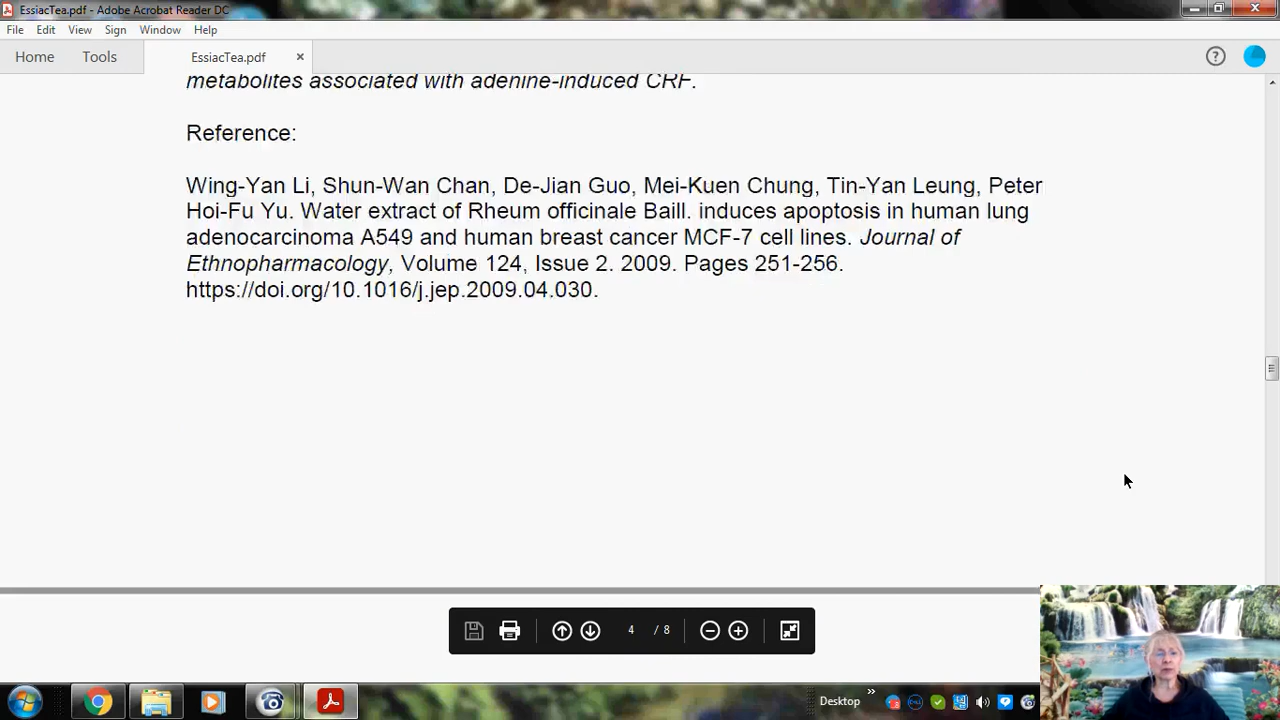 EssiacTea.pdf - Adobe Acrobat Reader DC
File Edit View Sign Window Help
Home Tools EssiacTea.pdf
metabolites associated with adenine-induced CRF.
Reference:
Wing-Yan Li, Shun-Wan Chan, De-Jian Guo, Mei-Kuen Chung, Tin-Yan Leung, Peter
Hoi-Fu Yu. Water extract of Rheum officinale Baill. induces apoptosis in human lung
adenocarcinoma A549 and human breast cancer MCF-7 cell lines. Journal of
Ethnopharmacology, Volume 124, Issue 2. 2009. Pages 251-256.
https://doi.org/10.1016/j.jep.2009.04.030.
4 / 8
Desktop